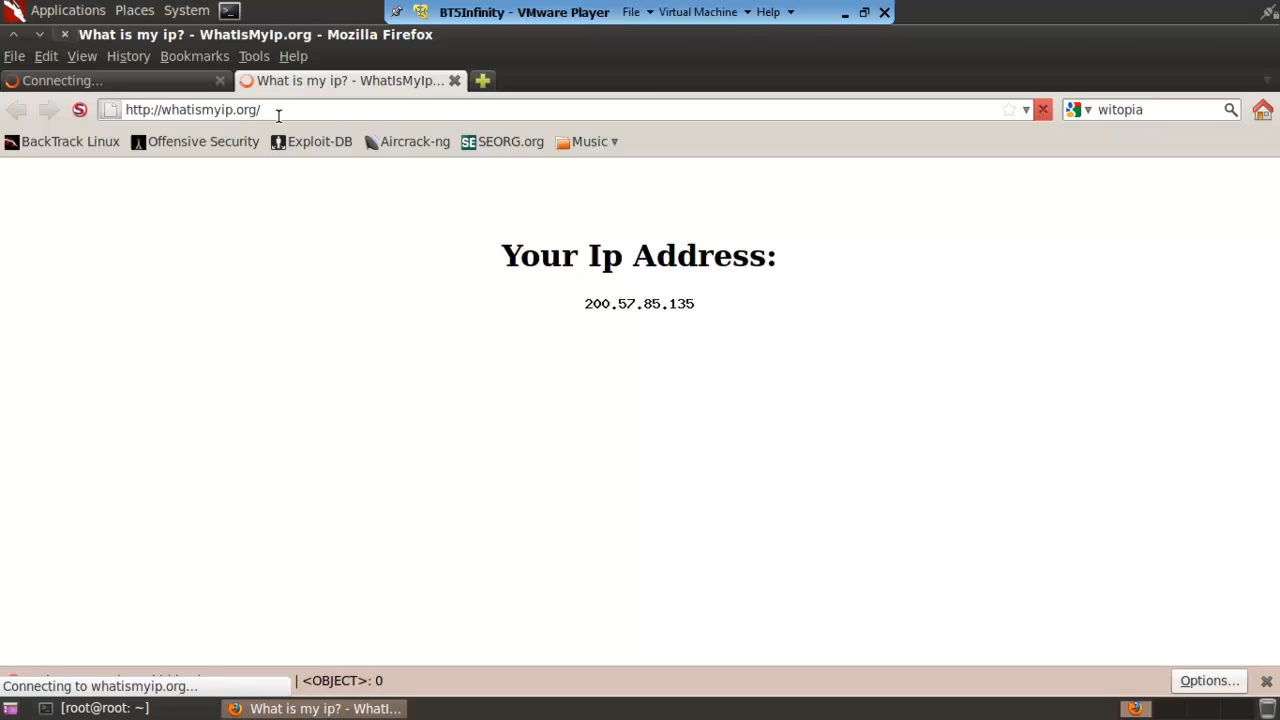 Applications Places System
BT5Infinity - VMware Player File Virtual Machine Help
What is my ip? - WhatIsMyIp.org - Mozilla Firefox
File Edit View History Bookmarks Tools Help
Connecting... What is my ip? - WhatIsMyIp...
http://whatismyip.org/ witopia
BackTrack Linux Offensive Security Exploit-DB Aircrack-ng SEORG.org Music
Your Ip Address:
200.57.85.135
| <OBJECT>: 0 Options...
Connecting to whatismyip.org...
[root@root: ~] What is my ip? - WhatI...